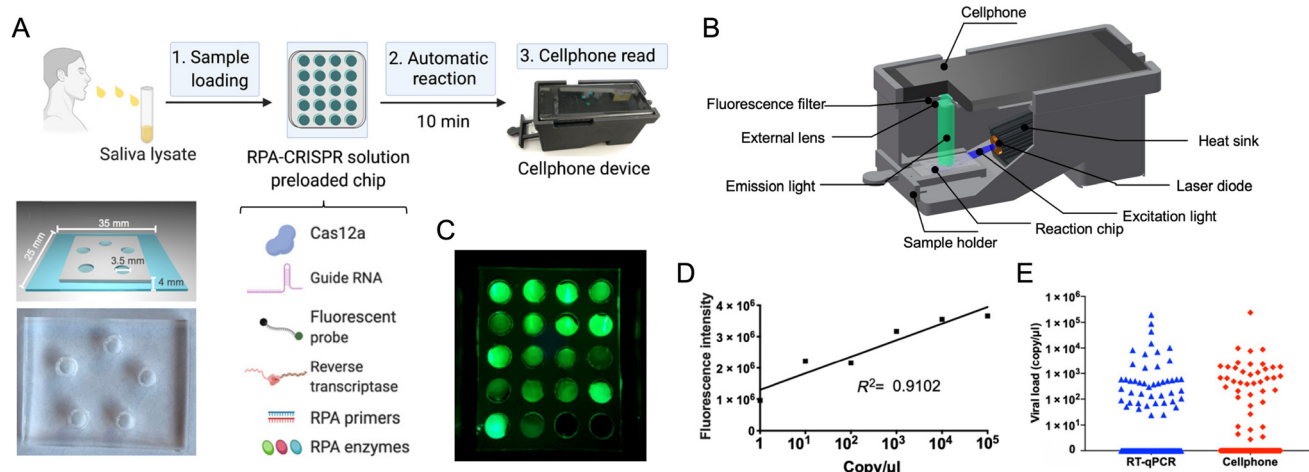 A
1. Sample
loading
2. Automatic
reaction
10 min
3. Cellphone read
Saliva lysate
RPA-CRISPR solution
preloaded chip
Cellphone device
35 mm
25 mm
3.5 mm
4 mm
Cas12a
Guide RNA
Fluorescent
probe
Reverse
transcriptase
RPA primers
RPA enzymes
B
Cellphone
Fluorescence filter
External lens
Emission light
Sample holder
Reaction chip
Excitation light
Laser diode
Heat sink
C
D
Fluorescence intensity
5 × 10⁶
4 × 10⁶
3 × 10⁶
2 × 10⁶
1 × 10⁶
0
R²= 0.9102
1 10¹ 10² 10³ 10⁴ 10⁵
Copy/µl
E
Viral load (copy/µl)
1 × 10⁶
1 × 10⁵
1 × 10⁴
1 × 10³
1 × 10²
0
0
RT-qPCR Cellphone